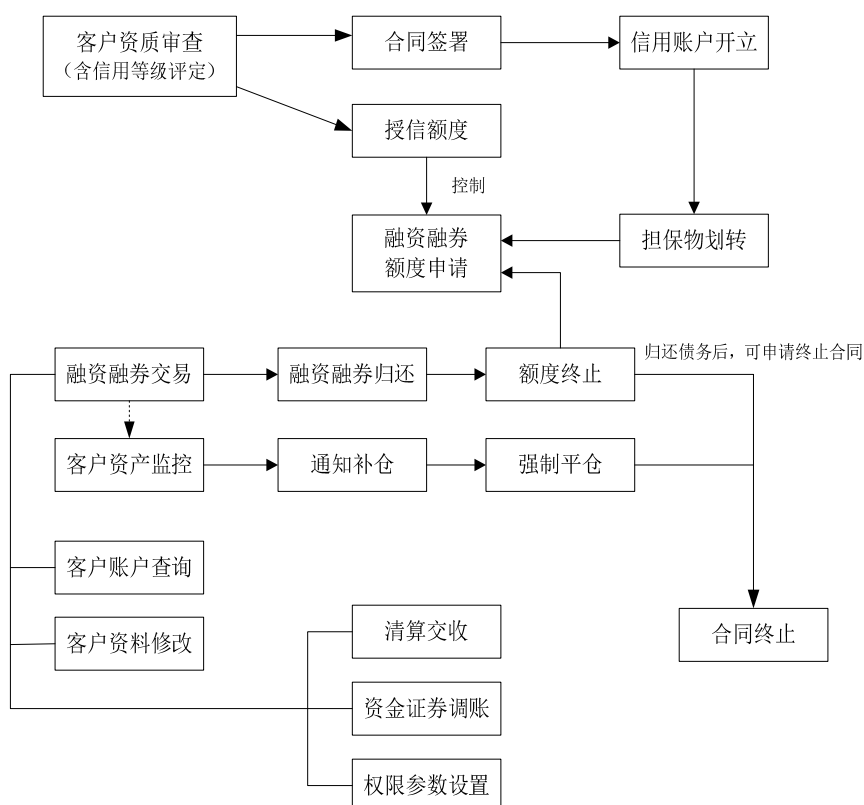 客户资质审查
（含信用等级评定）
合同签署
信用账户开立
授信额度
控制
融资融券
额度申请
担保物划转
归还债务后，可申请终止合同
融资融券交易
融资融券归还
额度终止
客户资产监控
通知补仓
强制平仓
客户账户查询
客户资料修改
清算交收
合同终止
资金证券调账
权限参数设置